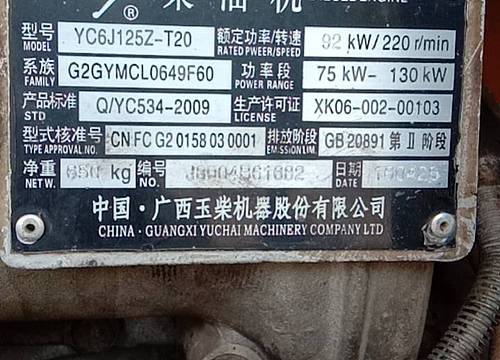 ® 柴油机
型号 YC6J125Z-T20 额定功率/转速 92 kW/220 r/min
MODEL RATED PWER/SPEED
系族 G2GYMCL0649F60 功率段 75 kW- 130 kW
FAMILY POWER RANGE
产品标准 Q/YC534-2009 生产许可证 XK06-002-00103
STD LICENSE
型式核准号 CN FC G2 0158 03 0001 排放阶段 GB 20891 第 II 阶段
TYPE APPROVAL NO. EMISSION LIM.
净重 650 kg 编号 日期
NET W. NO. DATE
中国·广西玉柴机器股份有限公司
CHINA · GUANGXI YUCHAI MACHINERY COMPANY LTD